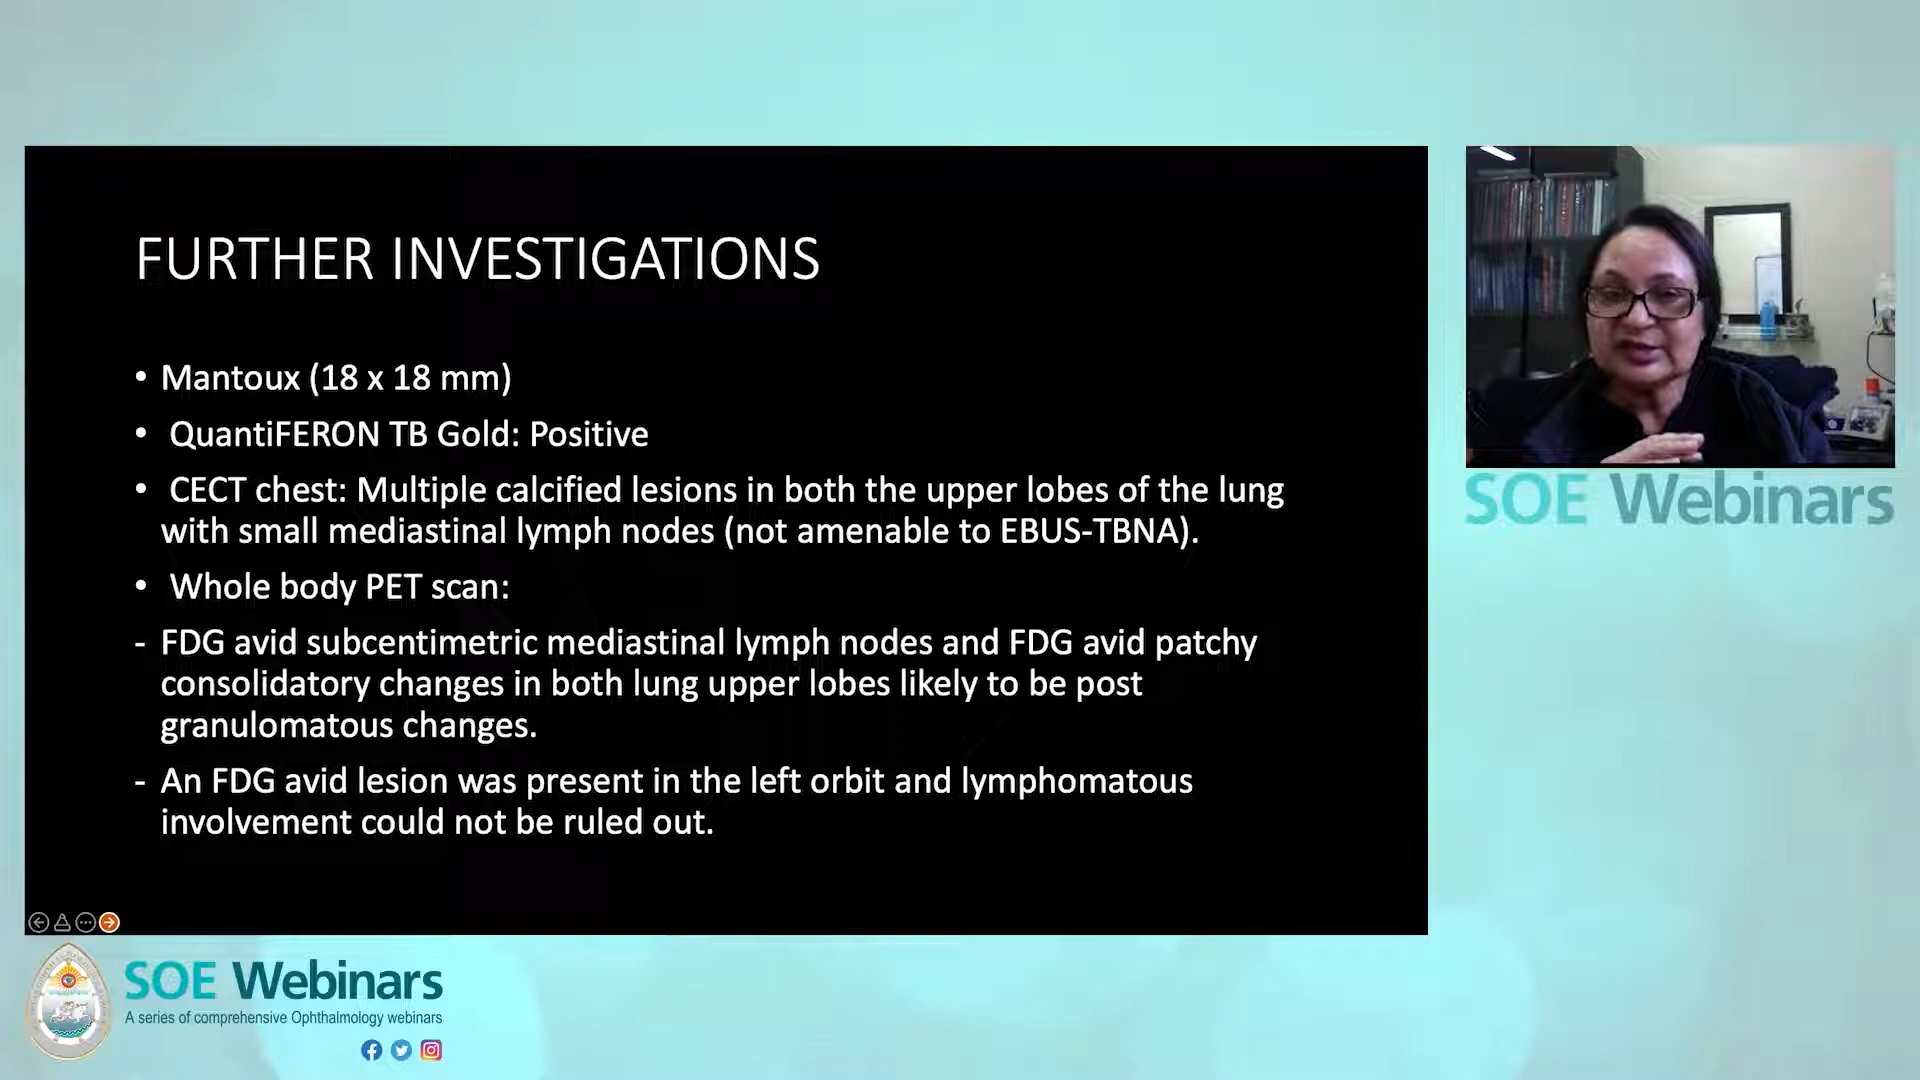 FURTHER INVESTIGATIONS
• Mantoux (18 x 18 mm)
• QuantiFERON TB Gold: Positive
• CECT chest: Multiple calcified lesions in both the upper lobes of the lung
with small mediastinal lymph nodes (not amenable to EBUS-TBNA).
• Whole body PET scan:
- FDG avid subcentimetric mediastinal lymph nodes and FDG avid patchy
consolidatory changes in both lung upper lobes likely to be post
granulomatous changes.
- An FDG avid lesion was present in the left orbit and lymphomatous
involvement could not be ruled out.
SOE Webinars
SOE Webinars
A series of comprehensive Ophthalmology webinars